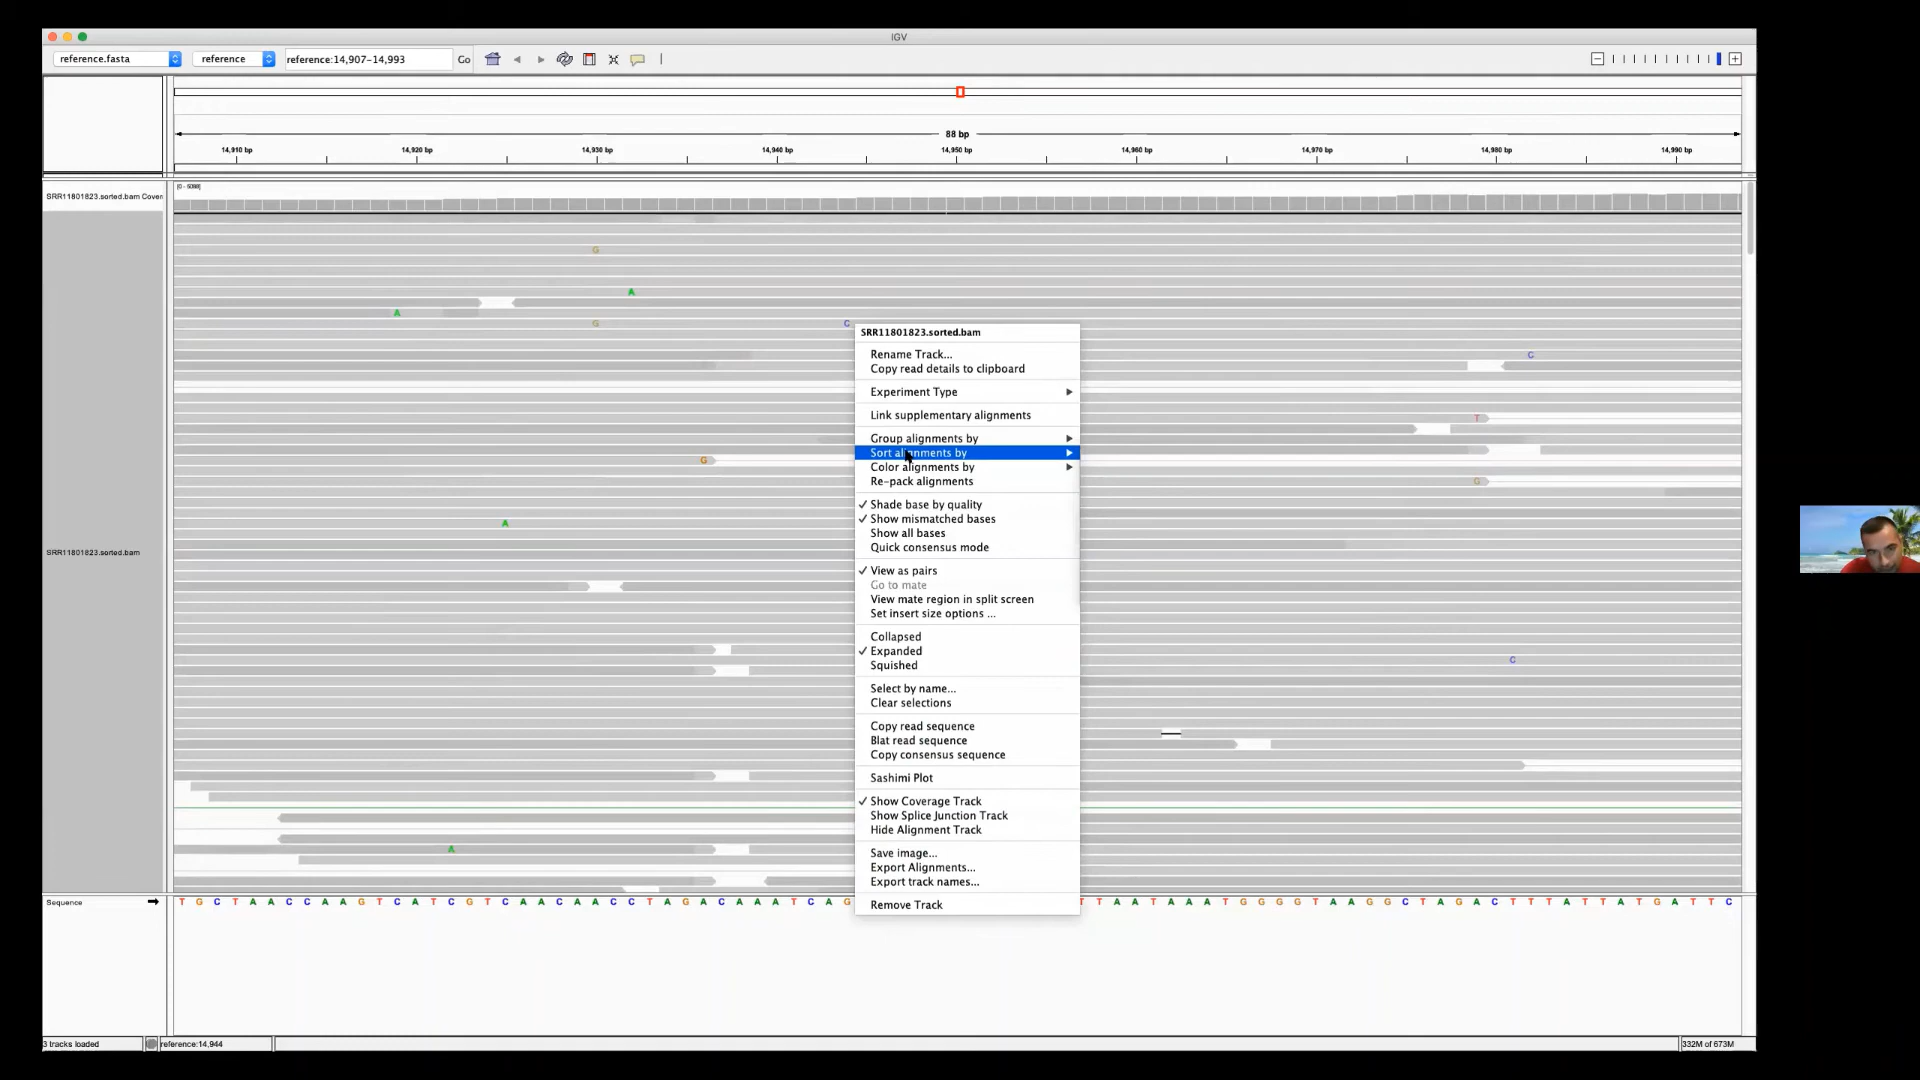 IGV
reference.fasta reference reference:14,907-14,993 Go
88 bp
14,910 bp 14,920 bp 14,930 bp 14,940 bp 14,950 bp 14,960 bp 14,970 bp 14,980 bp 14,990 bp
[0 - 5088]
SRR11801823.sorted.bam Cover
G
A
A
G C
C
T
G
G
A
SRR11801823.sorted.bam
C
A
SRR11801823.sorted.bam
Rename Track...
Copy read details to clipboard
Experiment Type
Link supplementary alignments
Group alignments by
Sort alignments by
Color alignments by
Re-pack alignments
Shade base by quality
Show mismatched bases
Show all bases
Quick consensus mode
View as pairs
Go to mate
View mate region in split screen
Set insert size options ...
Collapsed
Expanded
Squished
Select by name...
Clear selections
Copy read sequence
Blat read sequence
Copy consensus sequence
Sashimi Plot
Show Coverage Track
Show Splice Junction Track
Hide Alignment Track
Save image...
Export Alignments...
Export track names...
Remove Track
Sequence T G C T A A C C A A G T C A T C G T C A A C A A C C T A G A C A A A T C A G T T A A T A A A T G G G G T A A G G C T A G A C T T T A T T A T G A T T C
3 tracks loaded reference:14,944 332M of 673M